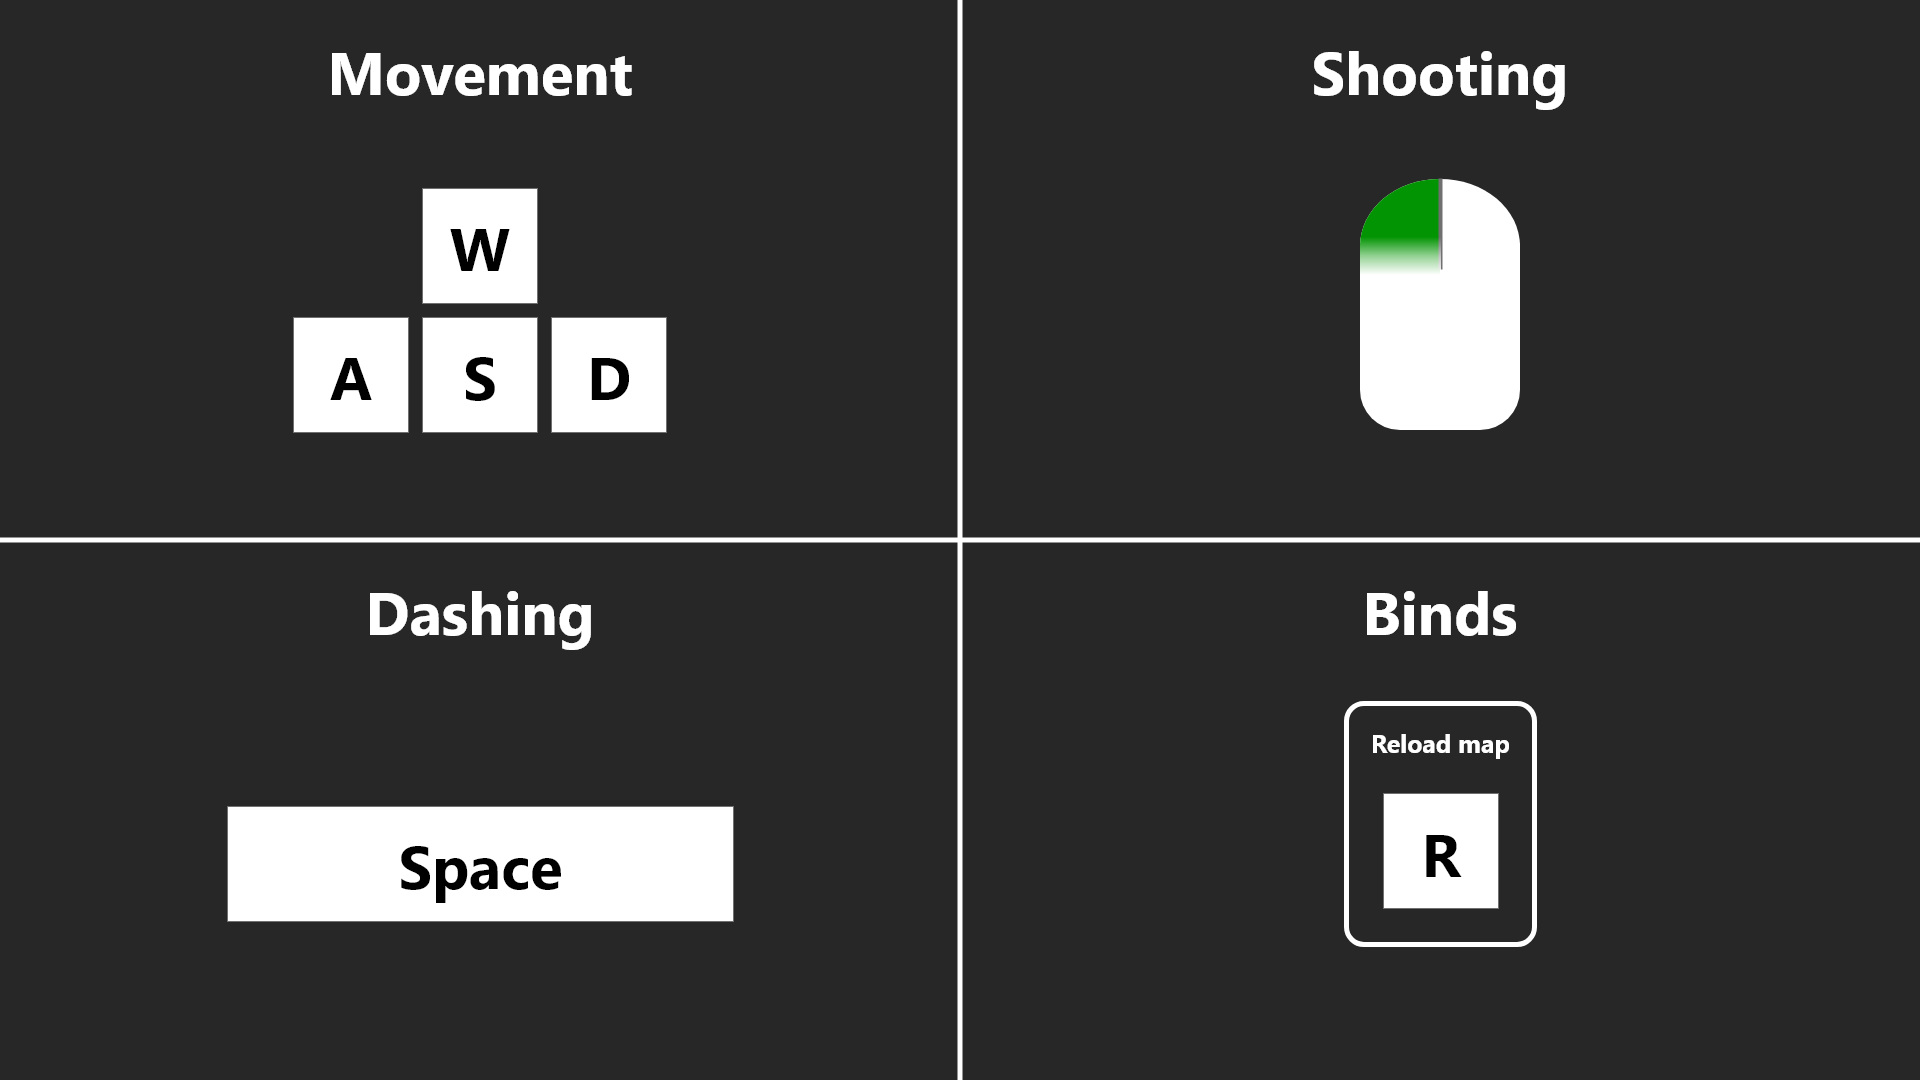 Movement
W
A S D
Shooting
Dashing
Space
Binds
Reload map
R